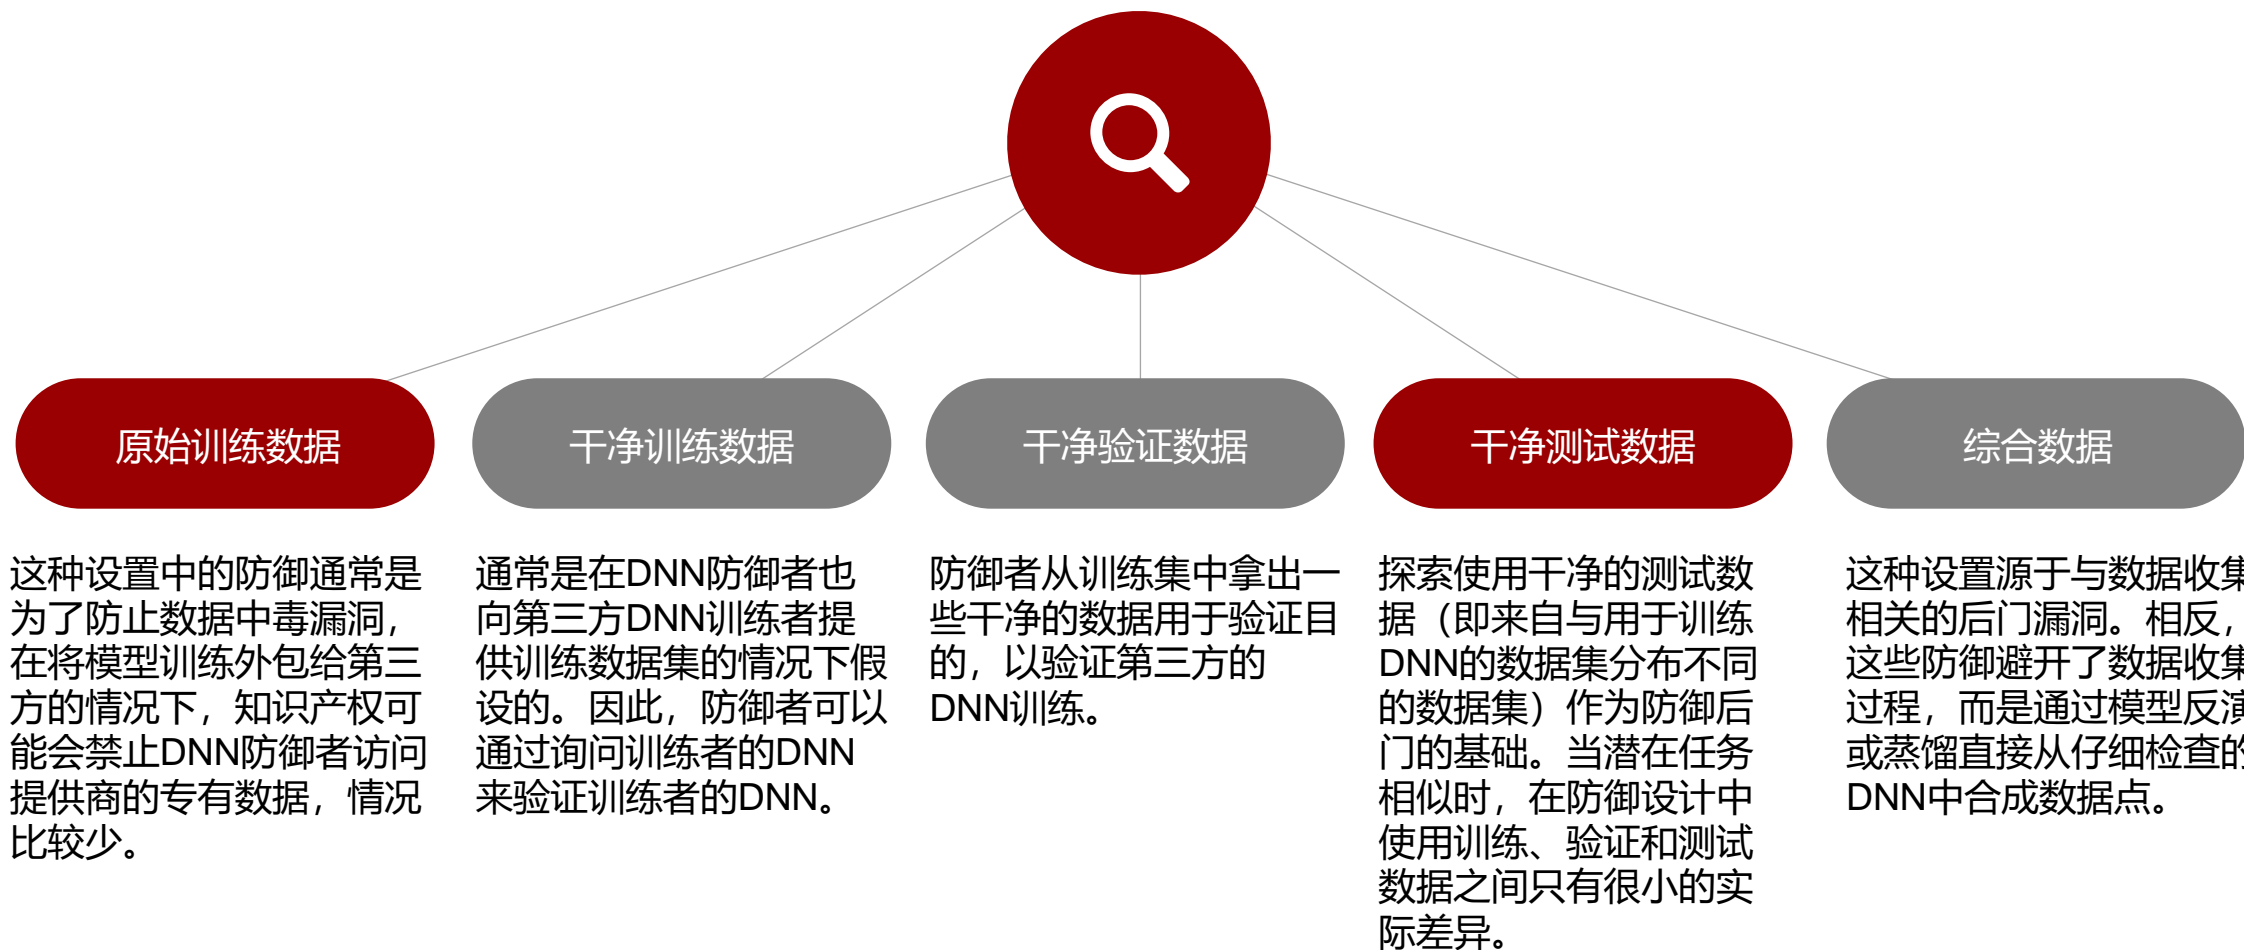 原始训练数据
这种设置中的防御通常是
为了防止数据中毒漏洞，
在将模型训练外包给第三
方的情况下，知识产权可
能会禁止DNN防御者访问
提供商的专有数据，情况
比较少。
干净训练数据
通常是在DNN防御者也
向第三方DNN训练者提
供训练数据集的情况下假
设的。因此，防御者可以
通过询问训练者的DNN
来验证训练者的DNN。
干净验证数据
防御者从训练集中拿出一
些干净的数据用于验证目
的，以验证第三方的
DNN训练。
干净测试数据
探索使用干净的测试数
据（即来自与用于训练
DNN的数据集分布不同
的数据集）作为防御后
门的基础。当潜在任务
相似时，在防御设计中
使用训练、验证和测试
数据之间只有很小的实
际差异。
综合数据
这种设置源于与数据收集
相关的后门漏洞。相反，
这些防御避开了数据收集
过程，而是通过模型反演
或蒸馏直接从仔细检查的
DNN中合成数据点。